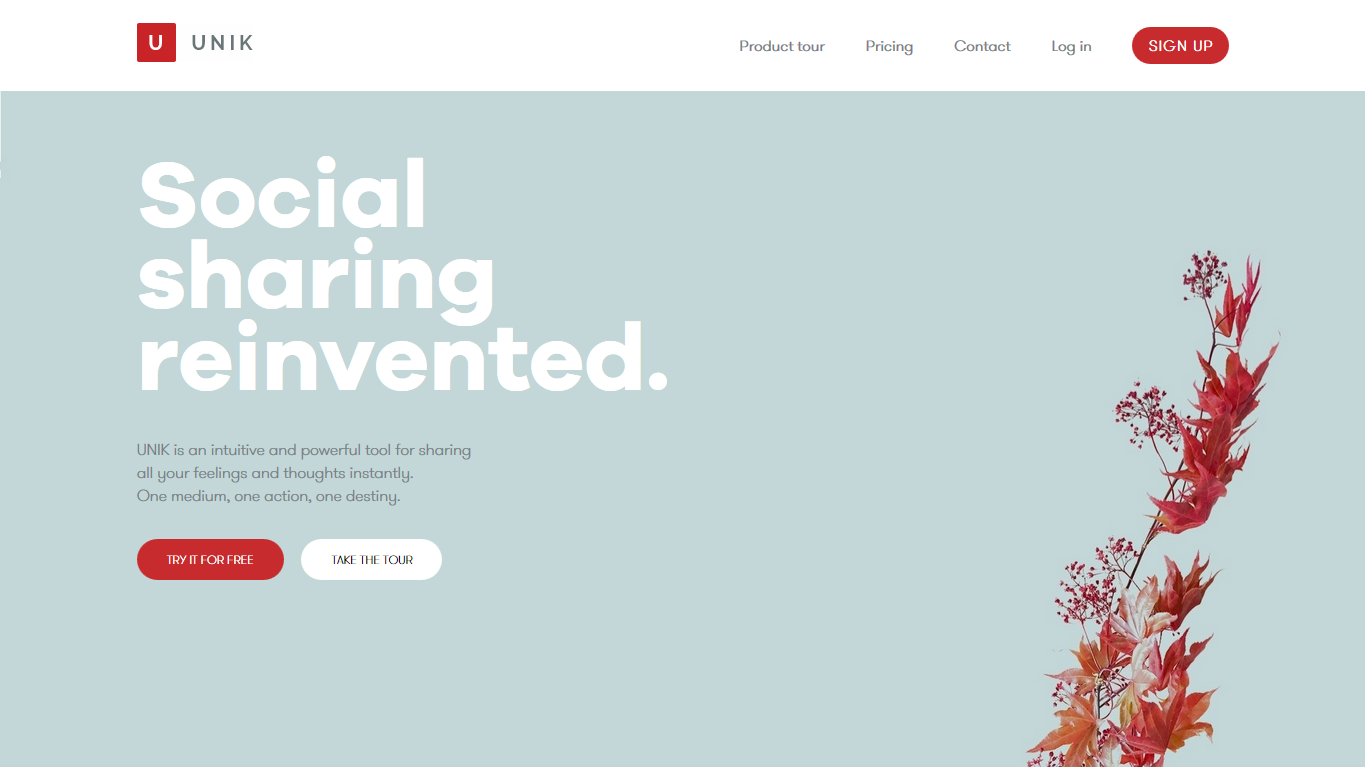 U UNIK
Product tour Pricing Contact Log in SIGN UP
Social
sharing
reinvented.
UNIK is an intuitive and powerful tool for sharing
all your feelings and thoughts instantly.
One medium, one action, one destiny.
TRY IT FOR FREE TAKE THE TOUR